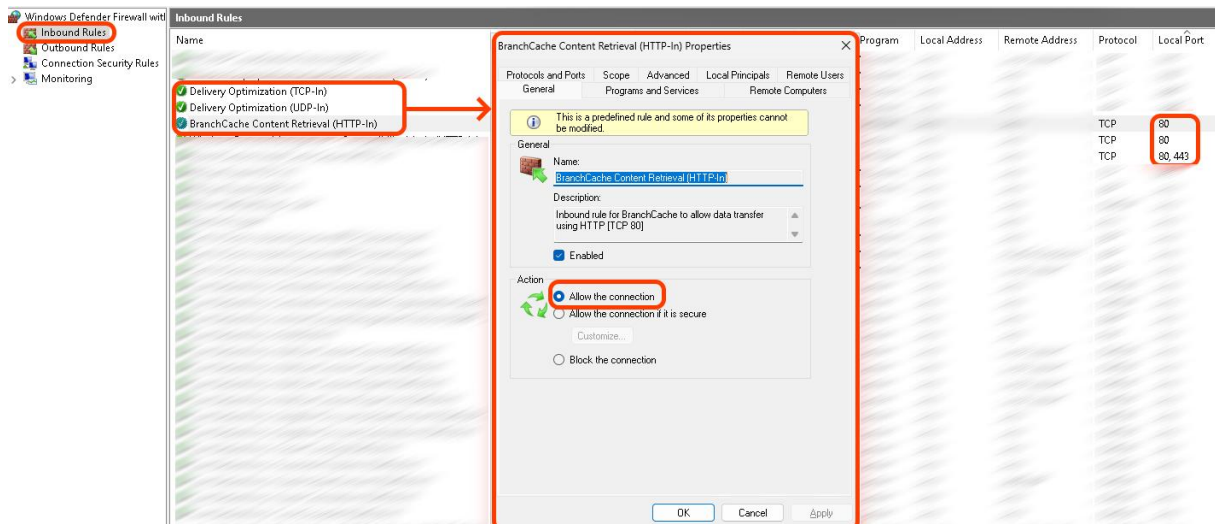 Windows Defender Firewall witl
Inbound Rules
Outbound Rules
Connection Security Rules
Monitoring
Inbound Rules
Name
Program
Local Address
Remote Address
Protocol
Local Port
Delivery Optimization (TCP-In)
Delivery Optimization (UDP-In)
BranchCache Content Retrieval (HTTP-In)
TCP
80
TCP
80
TCP
80, 443
BranchCache Content Retrieval (HTTP-In) Properties
Protocols and Ports
Scope
Advanced
Local Principals
Remote Users
General
Programs and Services
Remote Computers
This is a predefined rule and some of its properties cannot
be modified.
General
Name:
BranchCache Content Retrieval (HTTP-In)
Description:
Inbound rule for BranchCache to allow data transfer
using HTTP [TCP 80]
Enabled
Action
Allow the connection
Allow the connection if it is secure
Customize...
Block the connection
OK
Cancel
Apply